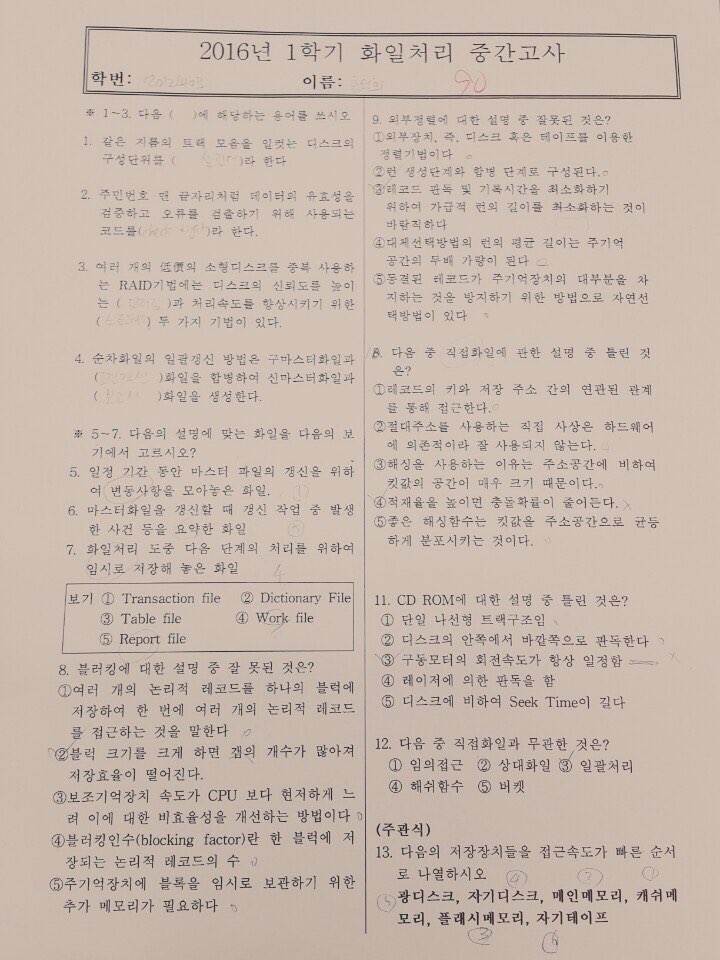 2016년 1학기 화일처리 중간고사
학번:
이름:
90
※ 1~3. 다음 ( )에 해당하는 용어를 쓰시오
1. 같은 지름의 트랙 모음을 일컷는 디스크의
구성단위를 ( 실린더 )라 한다
2. 주민번호 맨 끝자리처럼 데이터의 유효성을
검증하고 오류를 검출하기 위해 사용되는
코드를( )라 한다.
3. 여러 개의 低價의 소형디스크를 중복 사용하
는 RAID기법에는 디스크의 신뢰도를 높이
는 ( 미러링 )과 처리속도를 향상시키기 위한
( ) 두 가지 기법이 있다.
4. 순차화일의 일괄갱신 방법은 구마스터화일과
( )화일을 합병하여 신마스터화일과
( )화일을 생성한다.
※ 5~7. 다음의 설명에 맞는 화일을 다음의 보
기에서 고르시오?
5. 일정 기간 동안 마스터 파일의 갱신을 위하
여 변동사항을 모아놓은 화일. ①
6. 마스터화일을 갱신할 때 갱신 작업 중 발생
한 사건 등을 요약한 화일 ⑤
7. 화일처리 도중 다음 단계의 처리를 위하여
임시로 저장해 놓은 화일 4
보기 ① Transaction file ② Dictionary File
③ Table file ④ Work file
⑤ Report file
8. 블러킹에 대한 설명 중 잘 못된 것은?
①여러 개의 논리적 레코드를 하나의 블럭에
저장하여 한 번에 여러 개의 논리적 레코드
를 접근하는 것을 말한다
②블럭 크기를 크게 하면 갭의 개수가 많아져
저장효율이 떨어진다.
③보조기억장치 속도가 CPU 보다 현저하게 느
려 이에 대한 비효율성을 개선하는 방법이다
④블러킹인수(blocking factor)란 한 블럭에 저
장되는 논리적 레코드의 수
⑤주기억장치에 블록을 임시로 보관하기 위한
추가 메모리가 필요하다
9. 외부정렬에 대한 설명 중 잘못된 것은?
①외부장치, 즉, 디스크 혹은 테이프를 이용한
정렬기법이다
②런 생성단계와 합병 단계로 구성된다.
③레코드 판독 및 기록시간을 최소화하기
위하여 가급적 런의 길이를 최소화하는 것이
바람직하다
④대체선택방법의 런의 평균 길이는 주기억
공간의 두배 가량이 된다
⑤동결된 레코드가 주기억장치의 대부분을 차
지하는 것을 방지하기 위한 방법으로 자연선
택방법이 있다
8. 다음 중 직접화일에 관한 설명 중 틀린 것
은?
①레코드의 키와 저장 주소 간의 연관된 관계
를 통해 접근한다.
②절대주소를 사용하는 직접 사상은 하드웨어
에 의존적이라 잘 사용되지 않는다.
③해싱을 사용하는 이유는 주소공간에 비하여
킷값의 공간이 매우 크기 때문이다.
④적재율을 높이면 충돌확률이 줄어든다.
⑤좋은 해싱함수는 킷값을 주소공간으로 균등
하게 분포시키는 것이다.
11. CD ROM에 대한 설명 중 틀린 것은?
① 단일 나선형 트랙구조임
② 디스크의 안쪽에서 바깥쪽으로 판독한다
③ 구동모터의 회전속도가 항상 일정함
④ 레이저에 의한 판독을 함
⑤ 디스크에 비하여 Seek Time이 길다
12. 다음 중 직접화일과 무관한 것은?
① 임의접근 ② 상대화일 ③ 일괄처리
④ 해쉬함수 ⑤ 버켓
(주관식)
13. 다음의 저장장치들을 접근속도가 빠른 순서
로 나열하시오
④ ② ①
⑤ 광디스크, 자기디스크, 메인메모리, 캐쉬메
모리, 플래시메모리, 자기테이프
③ ⑥